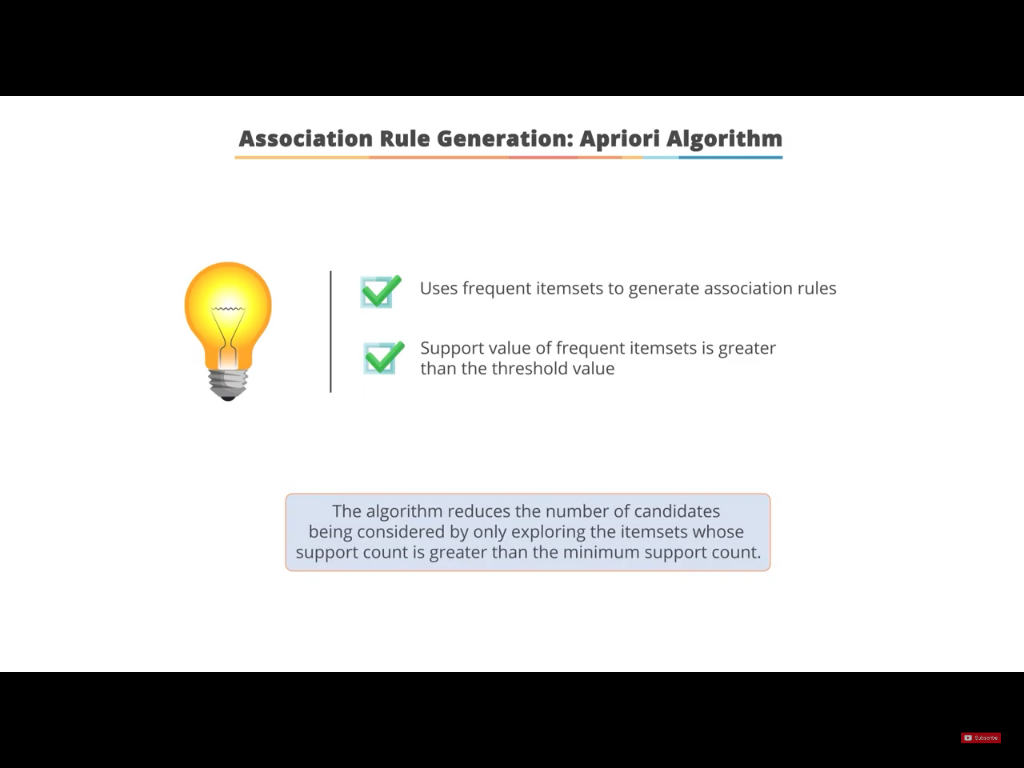 Association Rule Generation: Apriori Algorithm
Uses frequent itemsets to generate association rules
Support value of frequent itemsets is greater
than the threshold value
The algorithm reduces the number of candidates
being considered by only exploring the itemsets whose
support count is greater than the minimum support count.
Subscribe